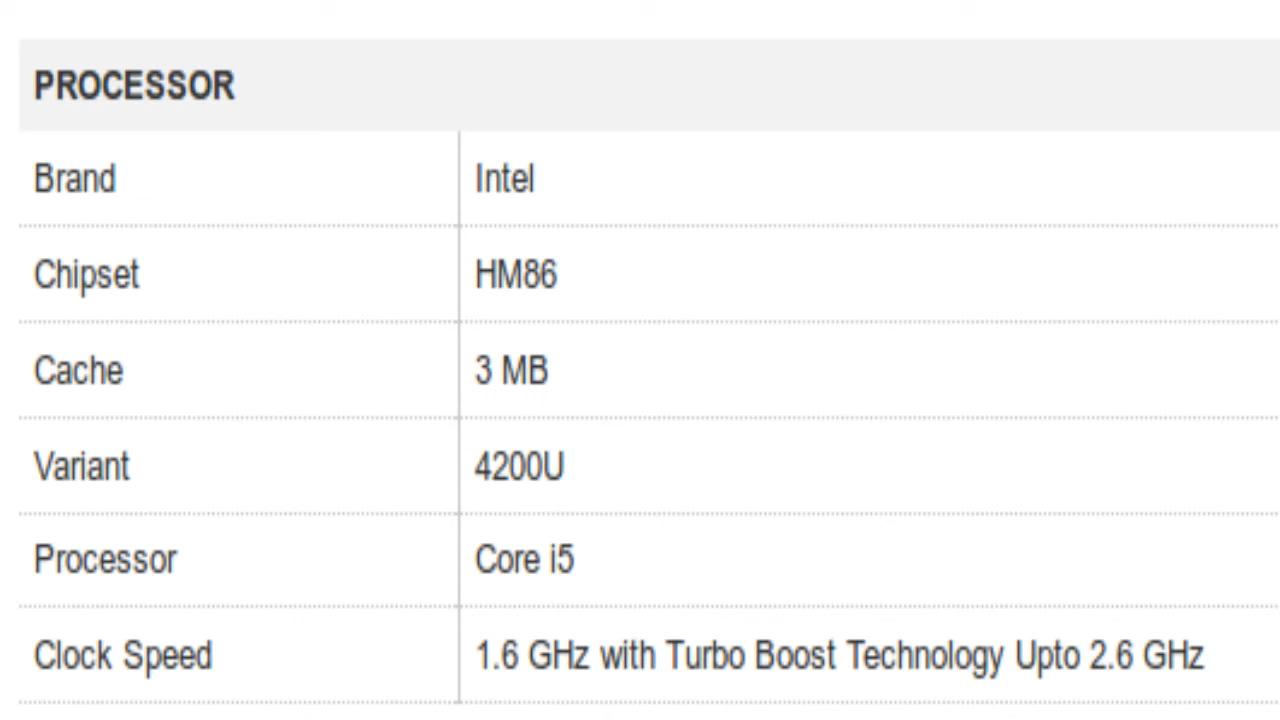 PROCESSOR
Brand Intel
Chipset HM86
Cache 3 MB
Variant 4200U
Processor Core i5
Clock Speed 1.6 GHz with Turbo Boost Technology Upto 2.6 GHz